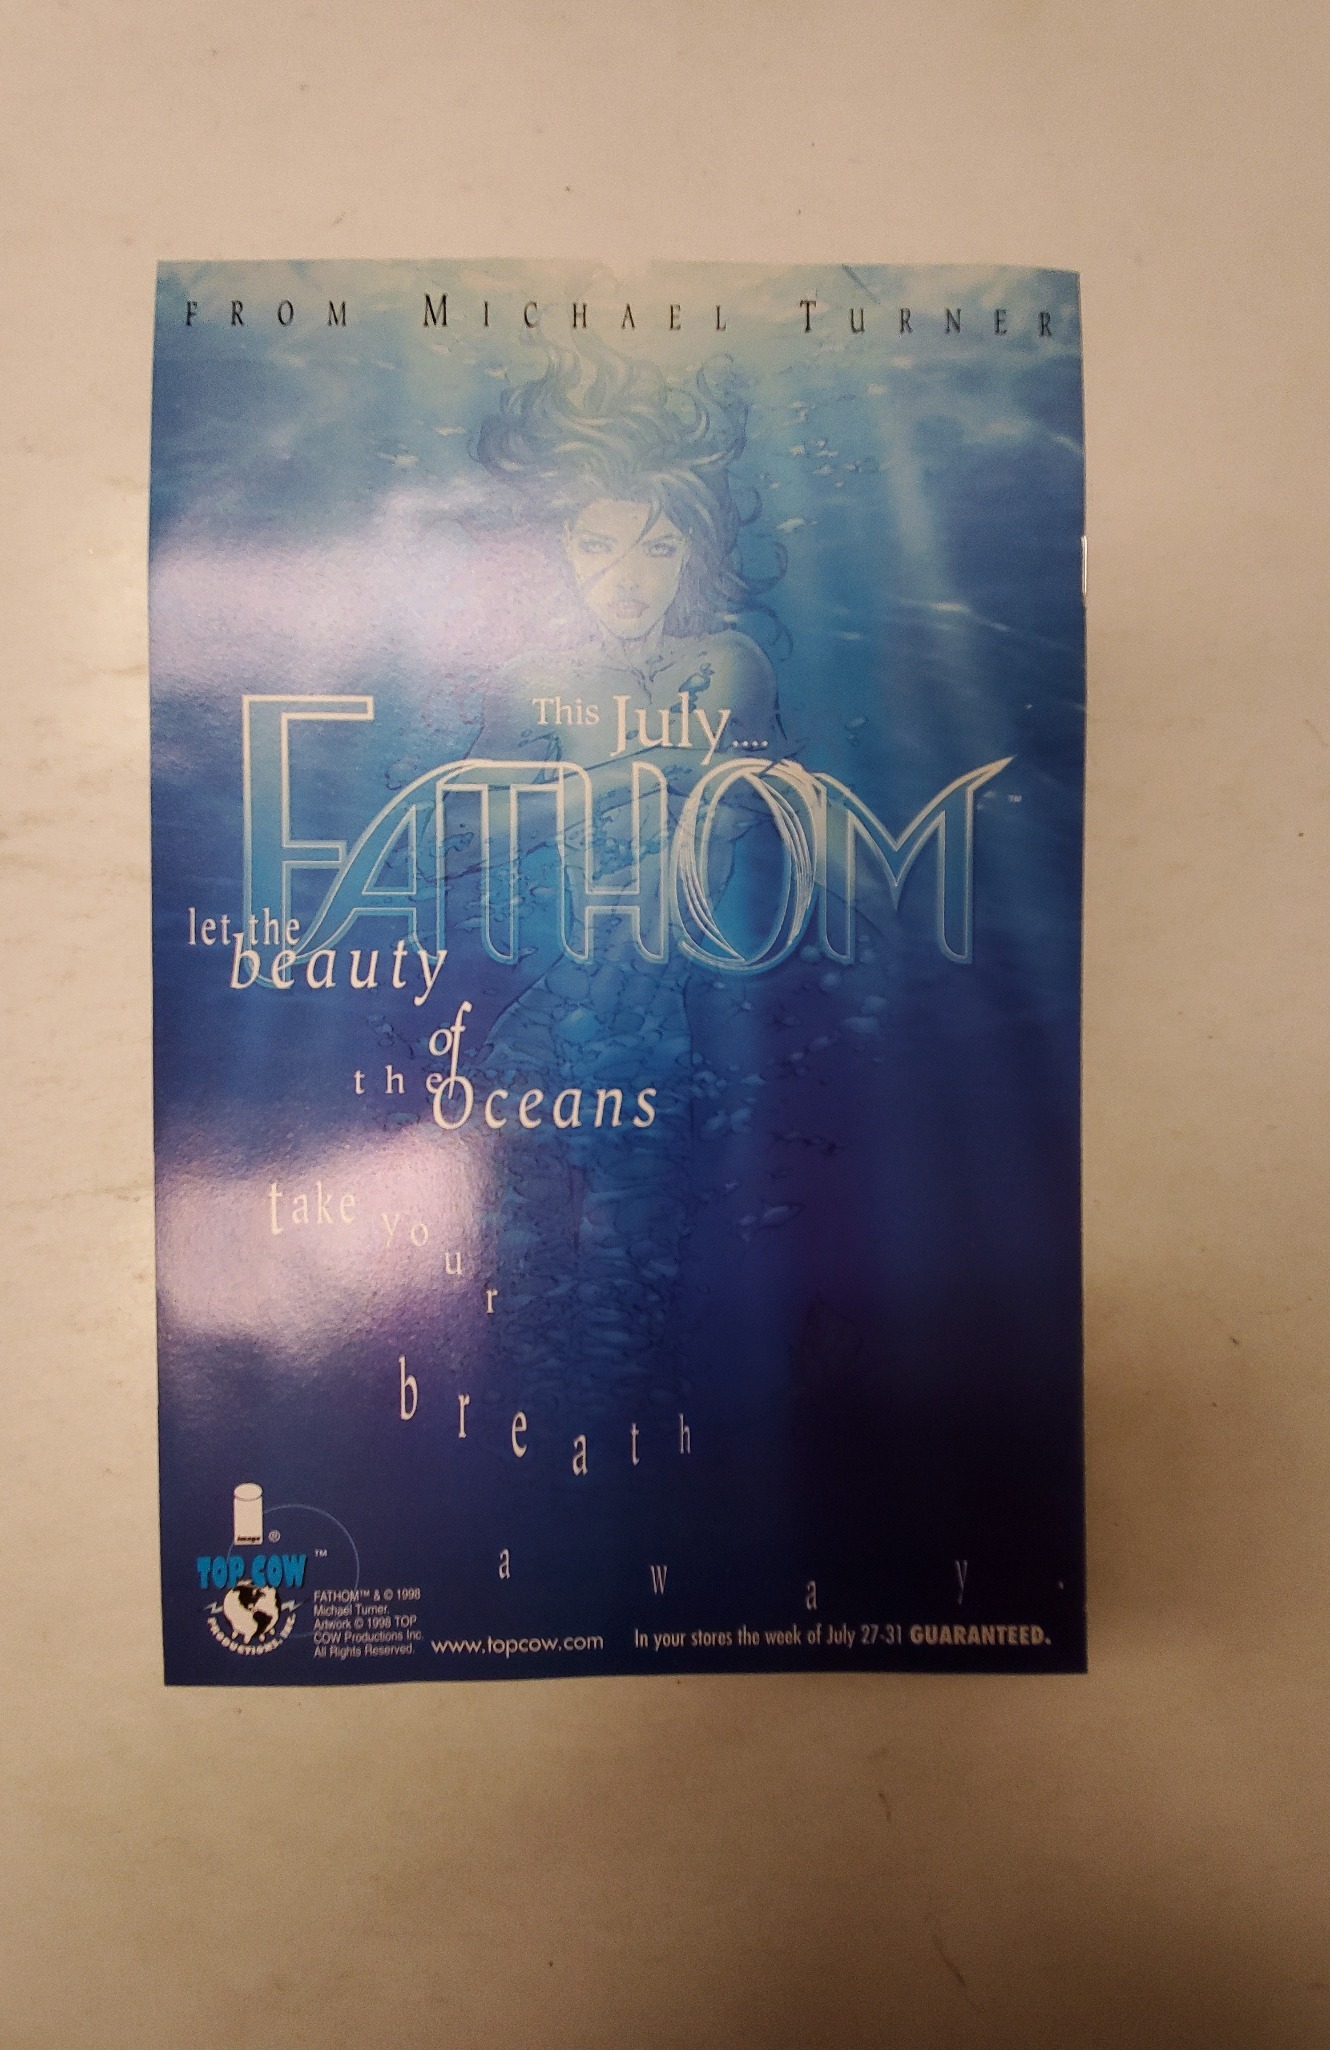 FROM MICHAEL TURNER
This July....
FATHOM™
let the
beauty
of
the
Oceans
take your
breath
away.
Image®
TOP COW™
PRODUCTIONS, INC.
FATHOM™ & © 1998
Michael Turner.
Artwork © 1998 TOP
COW Productions Inc.
All Rights Reserved.
www.topcow.com
In your stores the week of July 27-31 GUARANTEED.